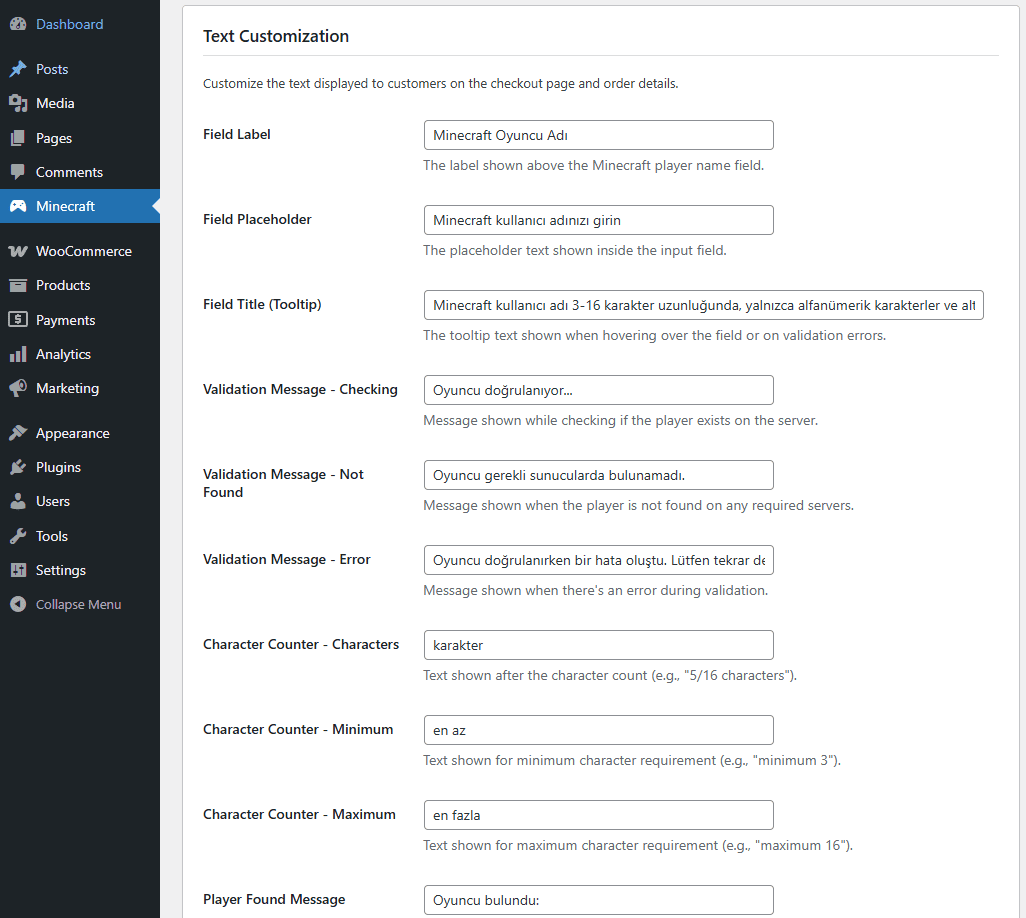 Dashboard
Posts
Media
Pages
Comments
Minecraft
WooCommerce
Products
Payments
Analytics
Marketing
Appearance
Plugins
Users
Tools
Settings
Collapse Menu
Text Customization
Customize the text displayed to customers on the checkout page and order details.
Field Label
Minecraft Oyuncu Adı
The label shown above the Minecraft player name field.
Field Placeholder
Minecraft kullanıcı adınızı girin
The placeholder text shown inside the input field.
Field Title (Tooltip)
Minecraft kullanıcı adı 3-16 karakter uzunluğunda, yalnızca alfanümerik karakterler ve alt
The tooltip text shown when hovering over the field or on validation errors.
Validation Message - Checking
Oyuncu doğrulanıyor...
Message shown while checking if the player exists on the server.
Validation Message - Not
Found
Oyuncu gerekli sunucularda bulunamadı.
Message shown when the player is not found on any required servers.
Validation Message - Error
Oyuncu doğrulanırken bir hata oluştu. Lütfen tekrar de
Message shown when there's an error during validation.
Character Counter - Characters
karakter
Text shown after the character count (e.g., "5/16 characters").
Character Counter - Minimum
en az
Text shown for minimum character requirement (e.g., "minimum 3").
Character Counter - Maximum
en fazla
Text shown for maximum character requirement (e.g., "maximum 16").
Player Found Message
Oyuncu bulundu: